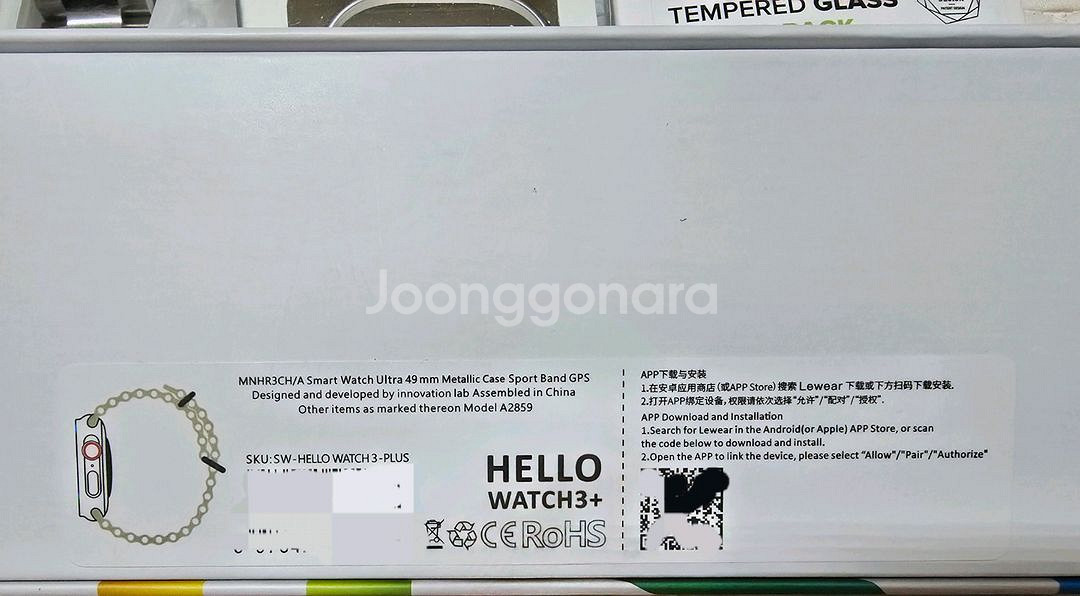 TEMPERED GLASS
PACK
Joonggonara
MNHR3CH/A Smart Watch Ultra 49 mm Metallic Case Sport Band GPS
Designed and developed by innovation lab Assembled in China
Other items as marked thereon Model A2859
SKU: SW-HELLO WATCH 3-PLUS
HELLO
WATCH3+
CE RoHS
APP下载与安装
1.在安卓应用商店(或APP Store)搜索 Lewear 下载或下方扫码下载安装.
2.打开APP绑定设备,权限请依次选择“允许”/“配对”/“授权”.
APP Download and Installation
1.Search for Lewear in the Android(or Apple) APP Store, or scan
the code below to download and install.
2.Open the APP to link the device, please select “Allow”/“Pair”/“Authorize”